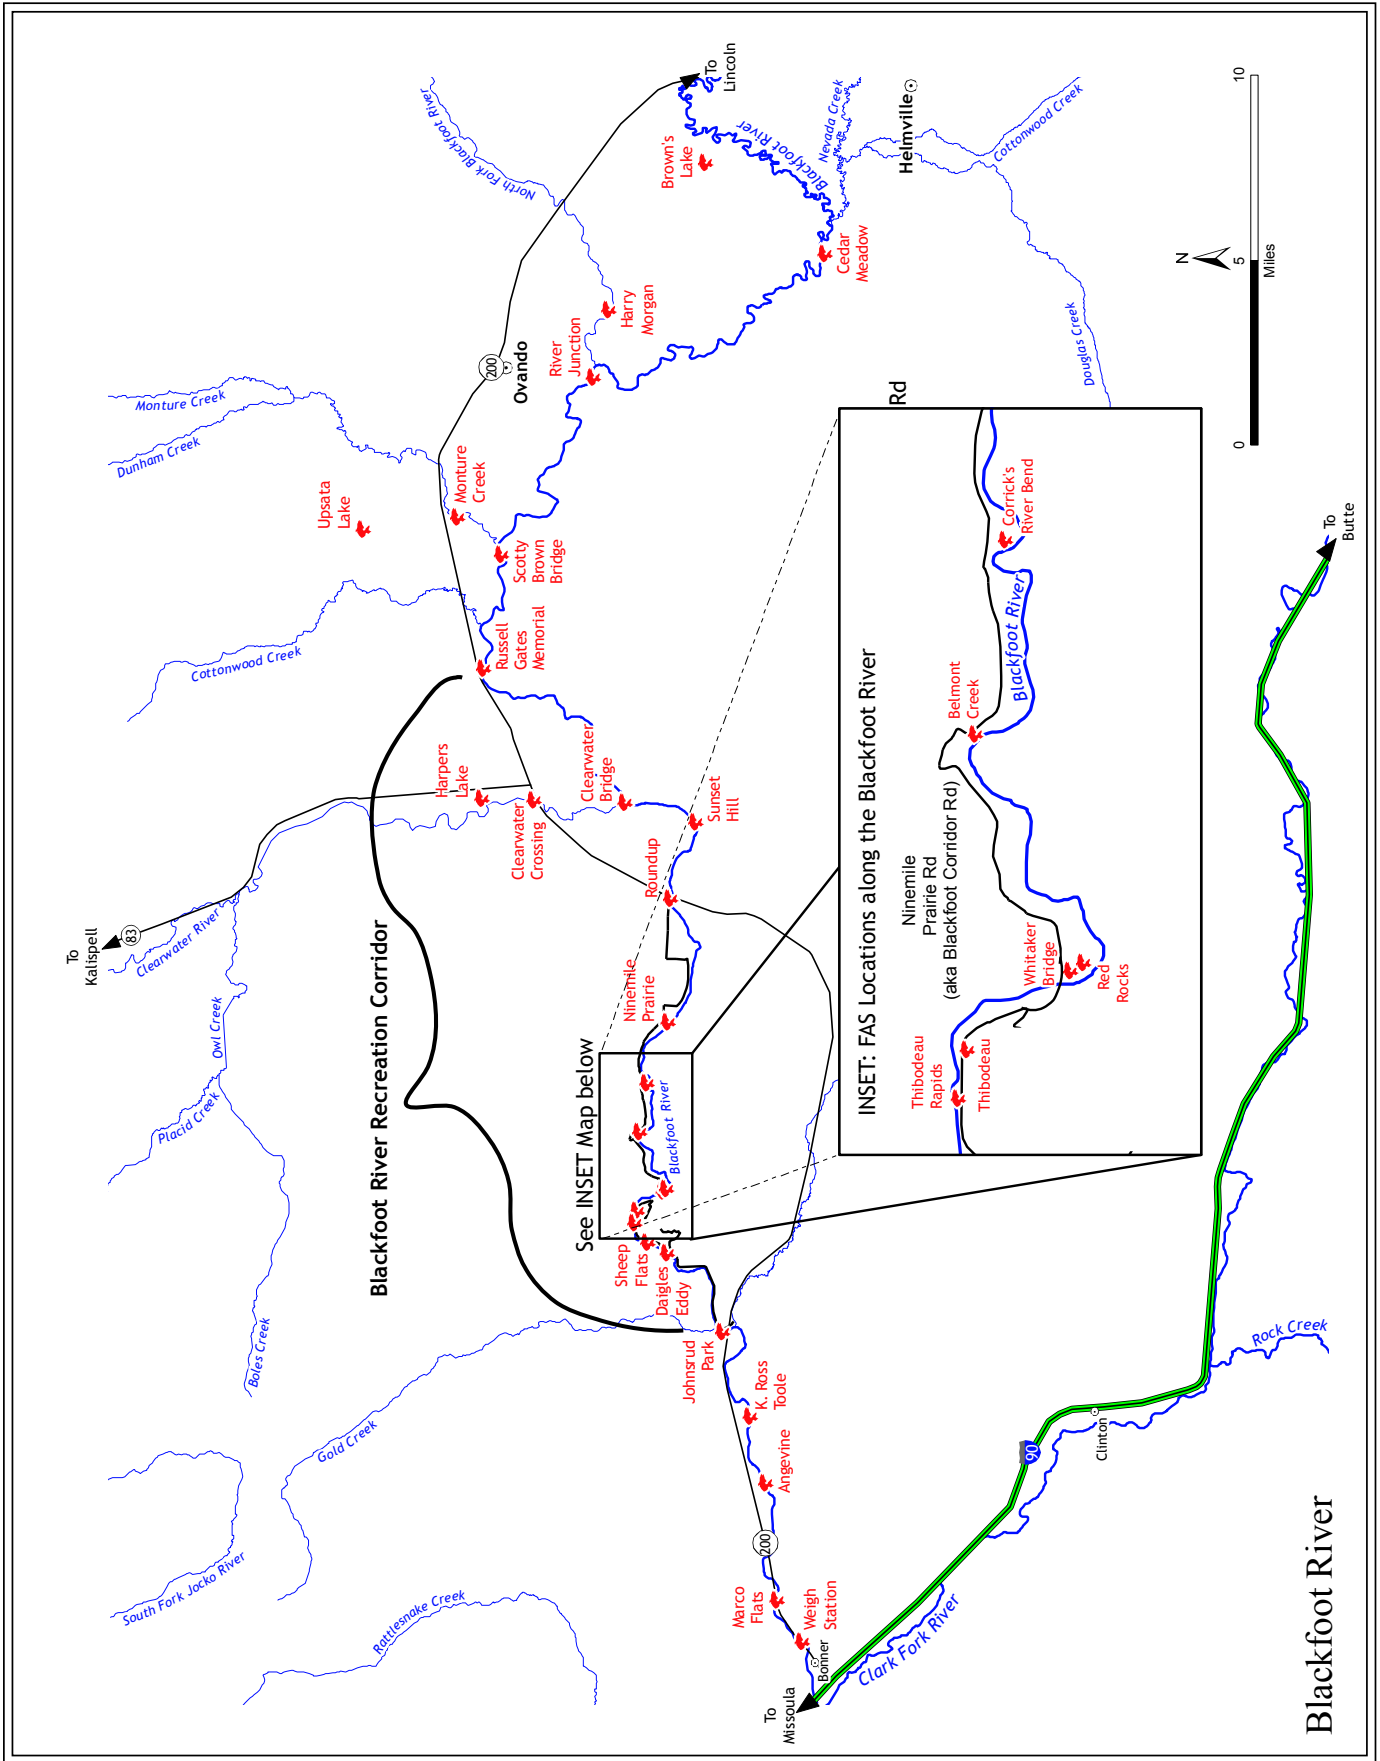 Blackfoot River
To
Kalispell
83
Clearwater River
Owl Creek
Placid Creek
Boles Creek
South Fork Jocko River
Rattlesnake Creek
Gold Creek
Cottonwood Creek
Dunham Creek
Monture Creek
Upsata
Lake
Monture
Creek
Scotty
Brown
Bridge
Russell
Gates
Memorial
Harpers
Lake
Clearwater
Crossing
Clearwater
Bridge
Sunset
Hill
Roundup
Ninemile
Prairie
Blackfoot River Recreation Corridor
See INSET Map below
Blackfoot River
Sheep
Flats
Daigles
Eddy
Johnsrud
Park
K. Ross
Toole
Angevine
200
Marco
Flats
Weigh
Station
Bonner
To
Missoula
Clark Fork River
90
Clinton
Rock Creek
To
Butte
200
Ovando
River
Junction
Harry
Morgan
North Fork Blackfoot River
To
Lincoln
Brown's
Lake
Blackfoot River
Nevada Creek
Cedar
Meadow
Helmville
Cottonwood Creek
Douglas Creek
Rd
INSET: FAS Locations along the Blackfoot River
Thibodeau
Rapids
Thibodeau
Whitaker
Bridge
Red
Rocks
Ninemile
Prairie Rd
(aka Blackfoot Corridor Rd)
Belmont
Creek
Blackfoot River
Corrick's
River Bend
N
0
5
10
Miles